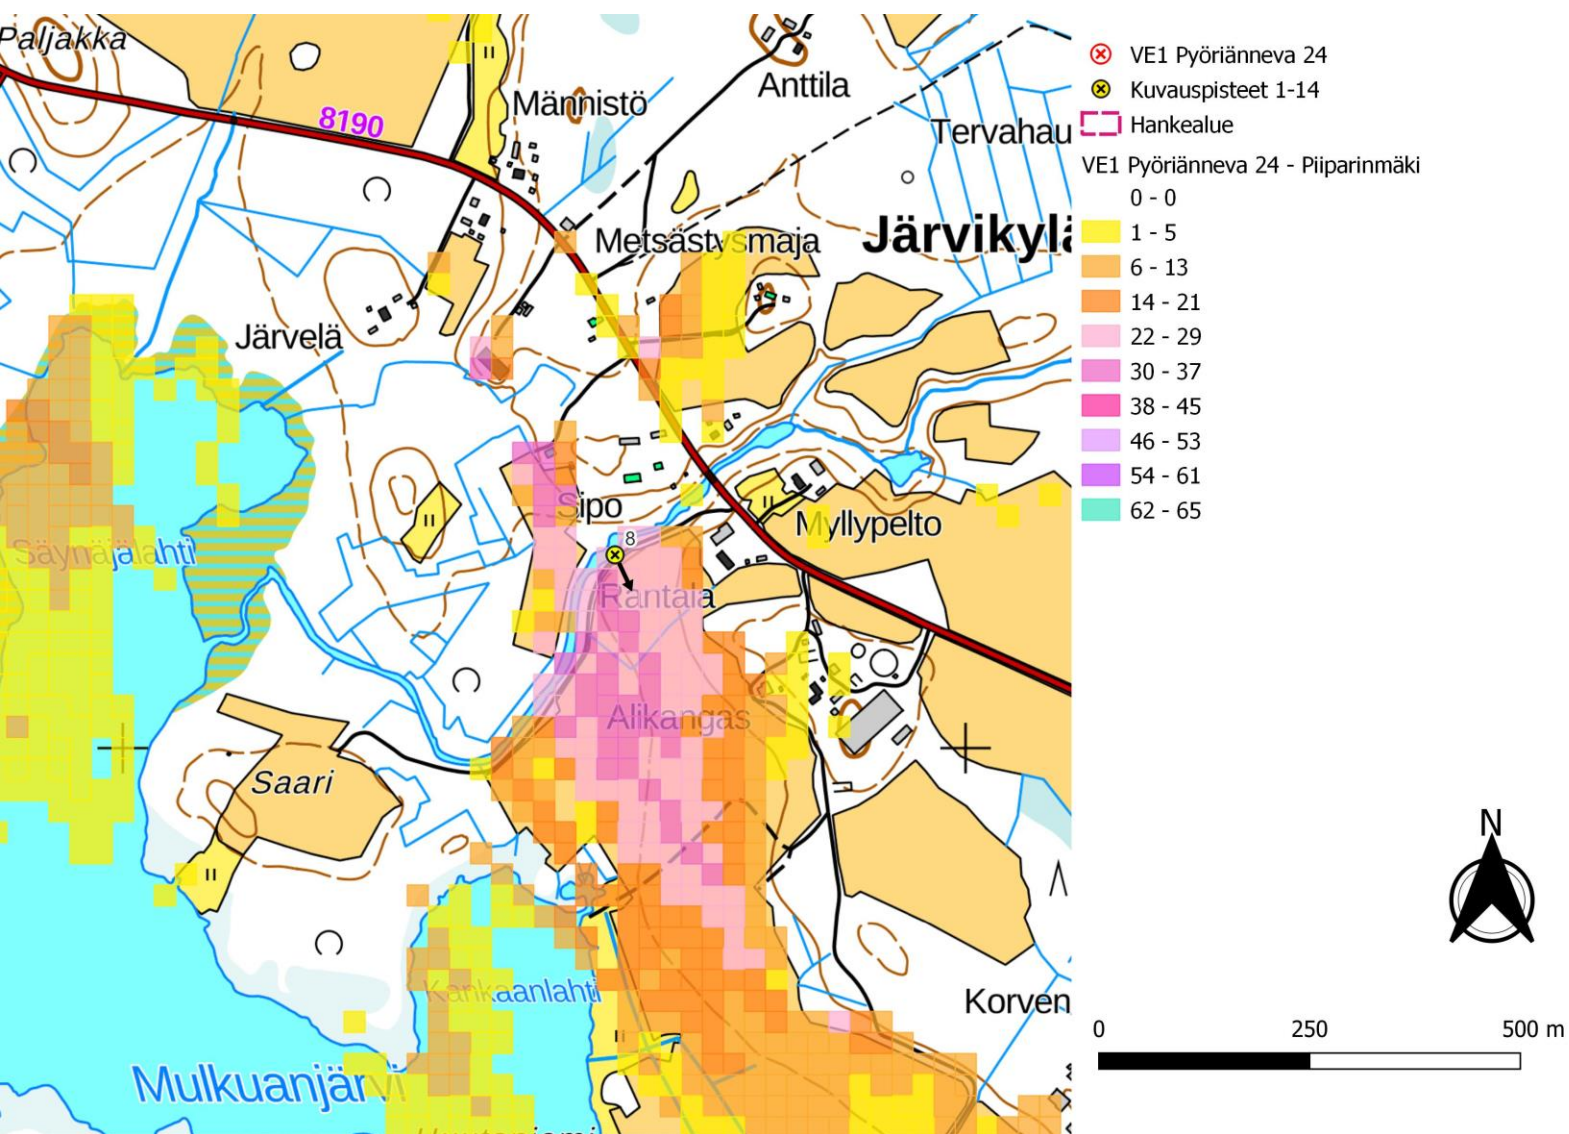 Paljakka
8190
Männistö
Anttila
Tervahau
Metsästysmaja
Järvikylä
Järvelä
Sipo
Myllypelto
8
Säynäjälahti
Rantala
Alikangas
Saari
Kankaanlahti
Korven
Mulkuanjärvi
VE1 Pyöriänneva 24
Kuvauspisteet 1-14
Hankealue
VE1 Pyöriänneva 24 - Piiparinmäki
0 - 0
1 - 5
6 - 13
14 - 21
22 - 29
30 - 37
38 - 45
46 - 53
54 - 61
62 - 65
N
0 250 500 m